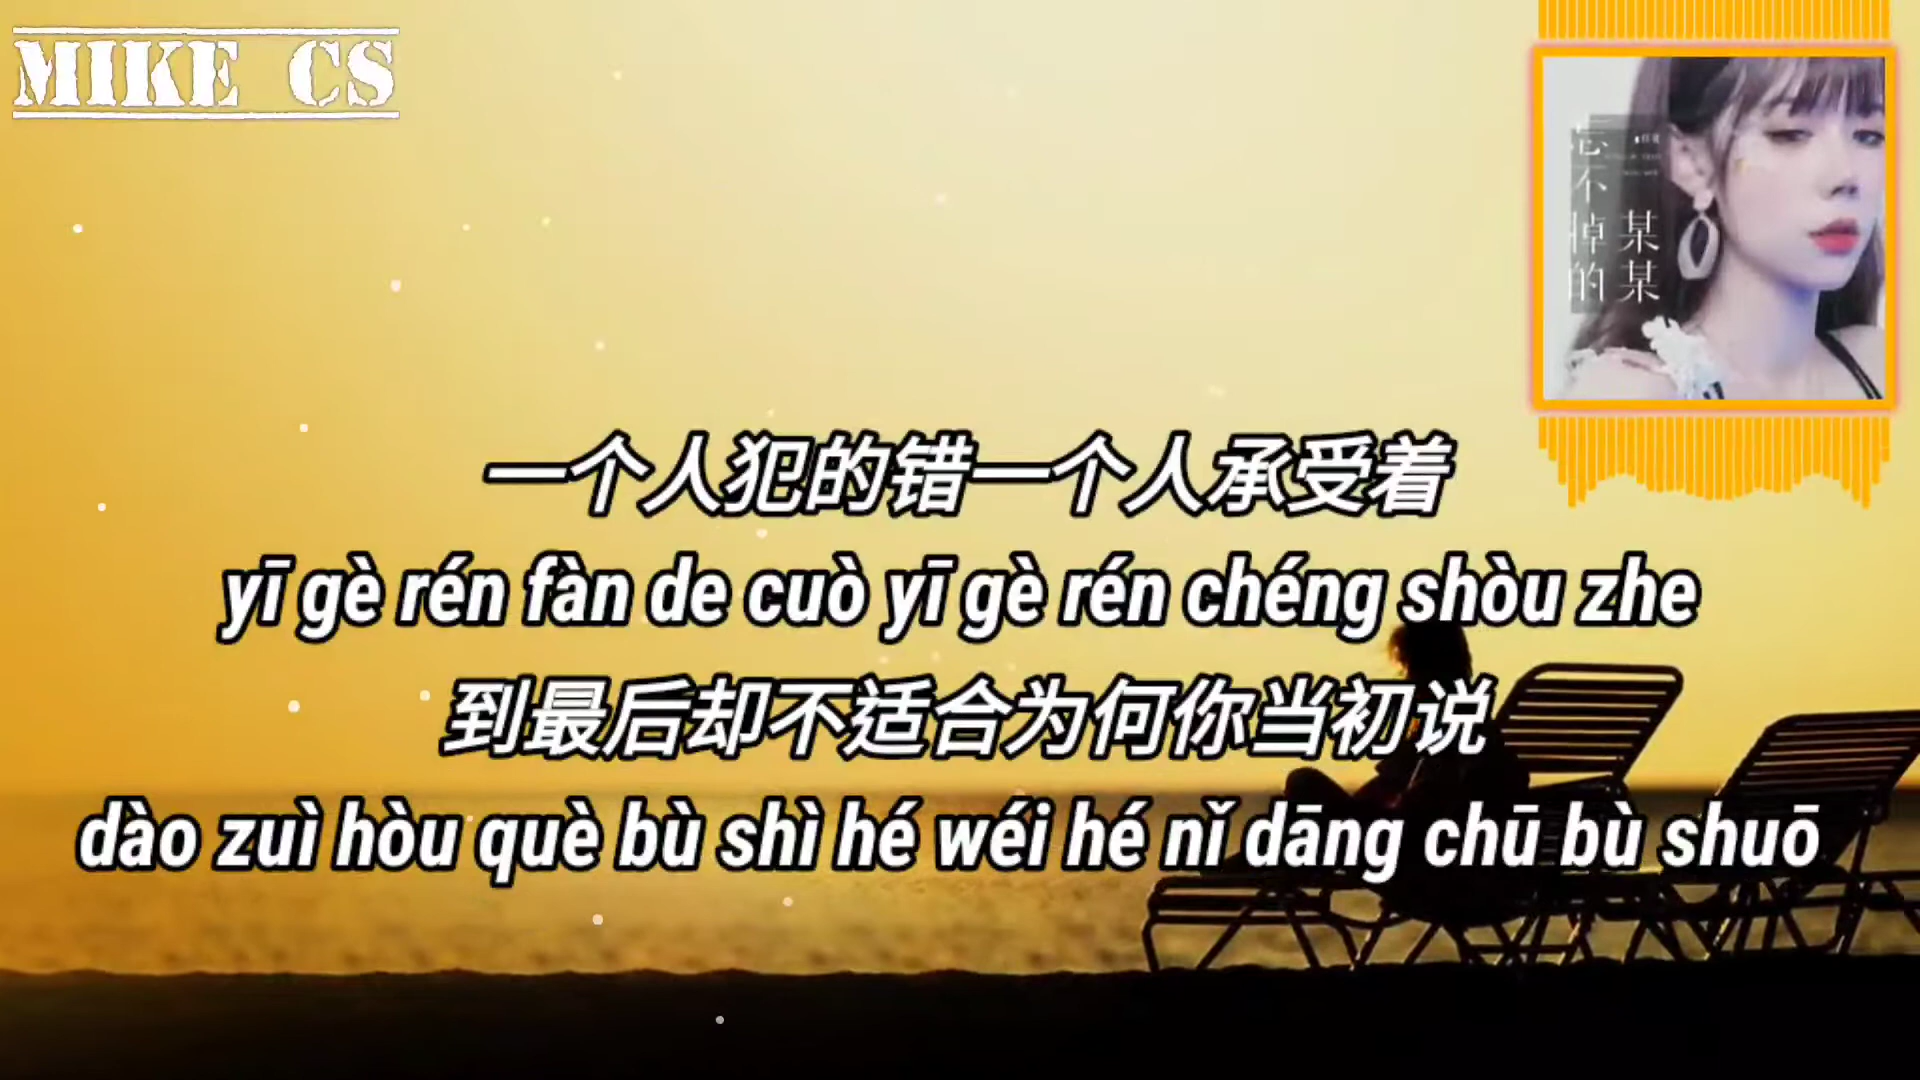 MIKE CS
忘不掉的
某某
一个人犯的错一个人承受着
yī gè rén fàn de cuò yī gè rén chéng shòu zhe
到最后却不适合为何你当初说
dào zuì hòu què bù shì hé wéi hé nǐ dāng chū bù shuō